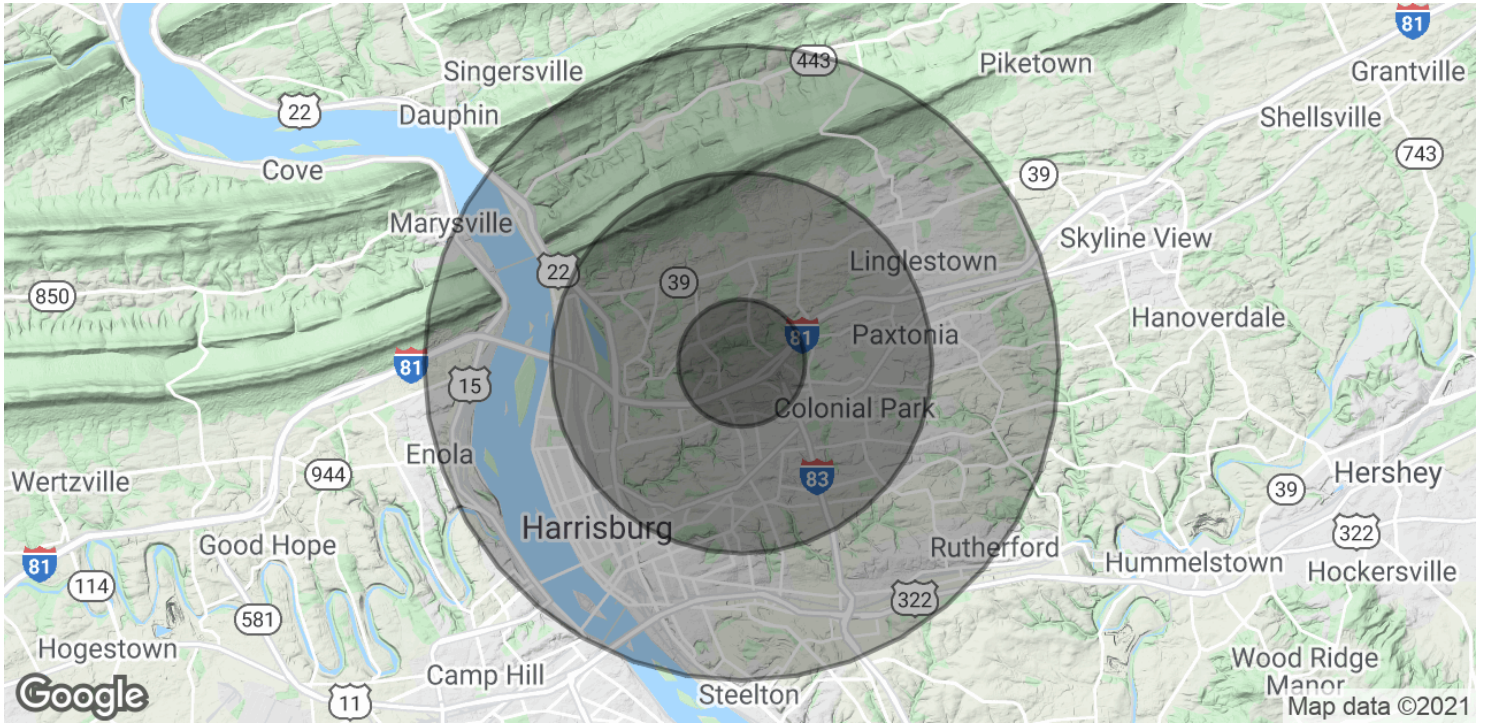 81
Singersville
443
Piketown
Grantville
22
Dauphin
Shellsville
743
Cove
39
Marysville
Skyline View
22
Linglestown
39
850
Hanoverdale
81
Paxtonia
81
15
Colonial Park
Enola
944
83
Hershey
Wertzville
39
Harrisburg
322
Good Hope
Rutherford
81
Hummelstown
Hockersville
114
322
581
Hogestown
Wood Ridge
Manor
Camp Hill
Steelton
Google
11
Map data ©2021